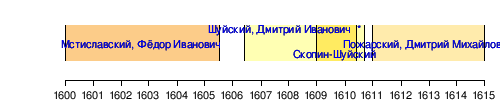 Шуйский, Дмитрий Иванович
Мстиславский, Фёдор Иванович
Пожарский, Дмитрий Михайлов
Скопин-Шуйский
1600 1601 1602 1603 1604 1605 1606 1607 1608 1609 1610 1611 1612 1613 1614 1615